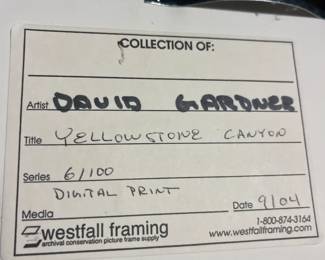 COLLECTION OF:
Artist DAVID GARDNER
Title YELLOWSTONE CANYON
Series 6/100
DIGITAL PRINT
Media Date 9/04
westfall framing 1-800-874-3164
archival conservation picture frame supply www.westfallframing.com